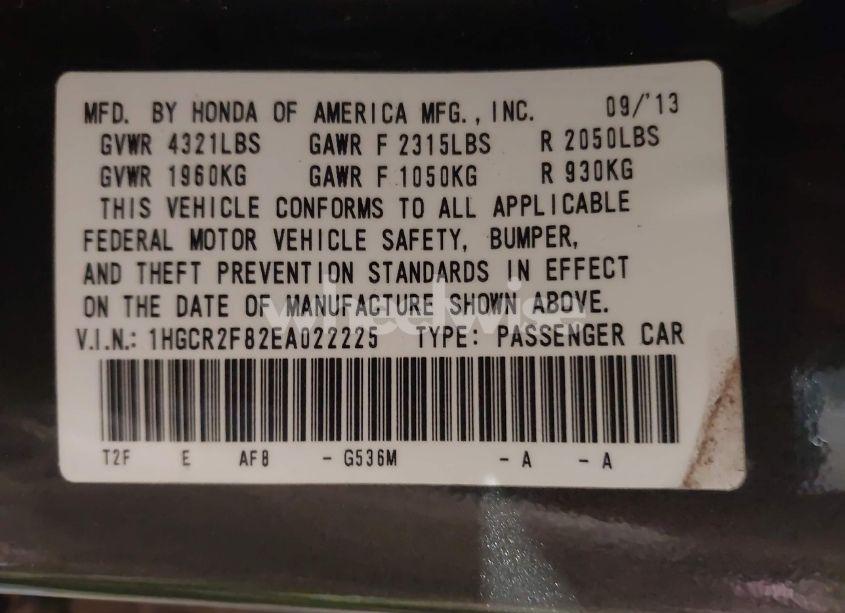 MFD. BY HONDA OF AMERICA MFG., INC. 09/'13
GVWR 4321LBS GAWR F 2315LBS R 2050LBS
GVWR 1960KG GAWR F 1050KG R 930KG
THIS VEHICLE CONFORMS TO ALL APPLICABLE
FEDERAL MOTOR VEHICLE SAFETY, BUMPER,
AND THEFT PREVENTION STANDARDS IN EFFECT
ON THE DATE OF MANUFACTURE SHOWN ABOVE.
wheelwise
V.I.N.: 1HGCR2F82EA022225 TYPE: PASSENGER CAR
T2F E AF8 - G536M - A - A